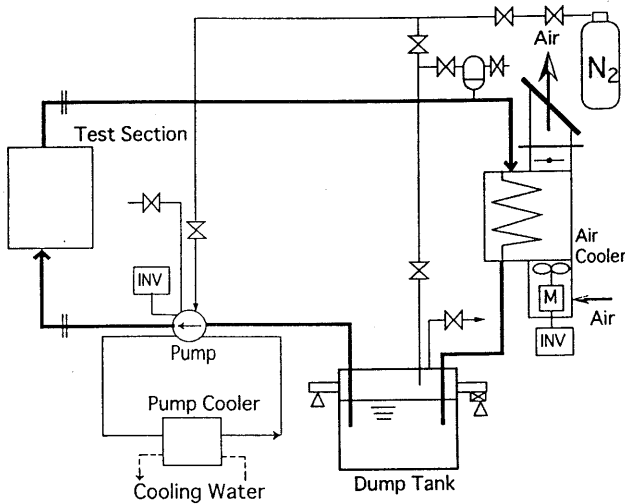 Air
N2
Test Section
Air
Cooler
INV
M
Air
INV
Pump
Pump Cooler
Cooling Water
Dump Tank